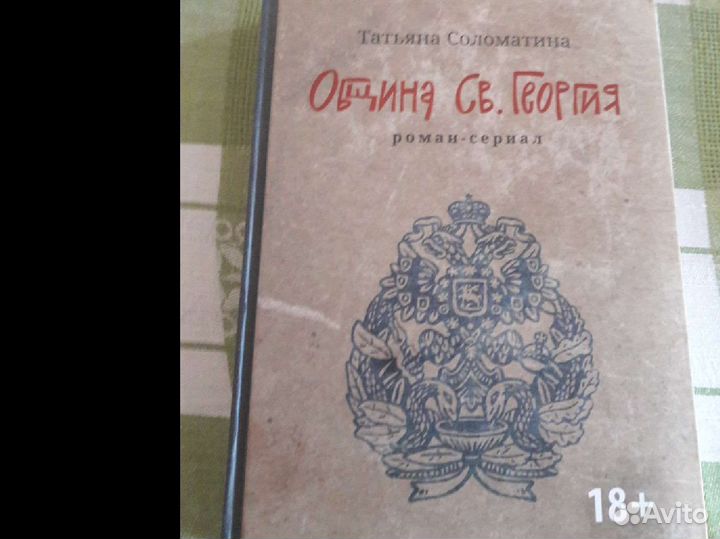 Татьяна Соломатина
Община Св. Георгия
роман-сериал
18+
Avito